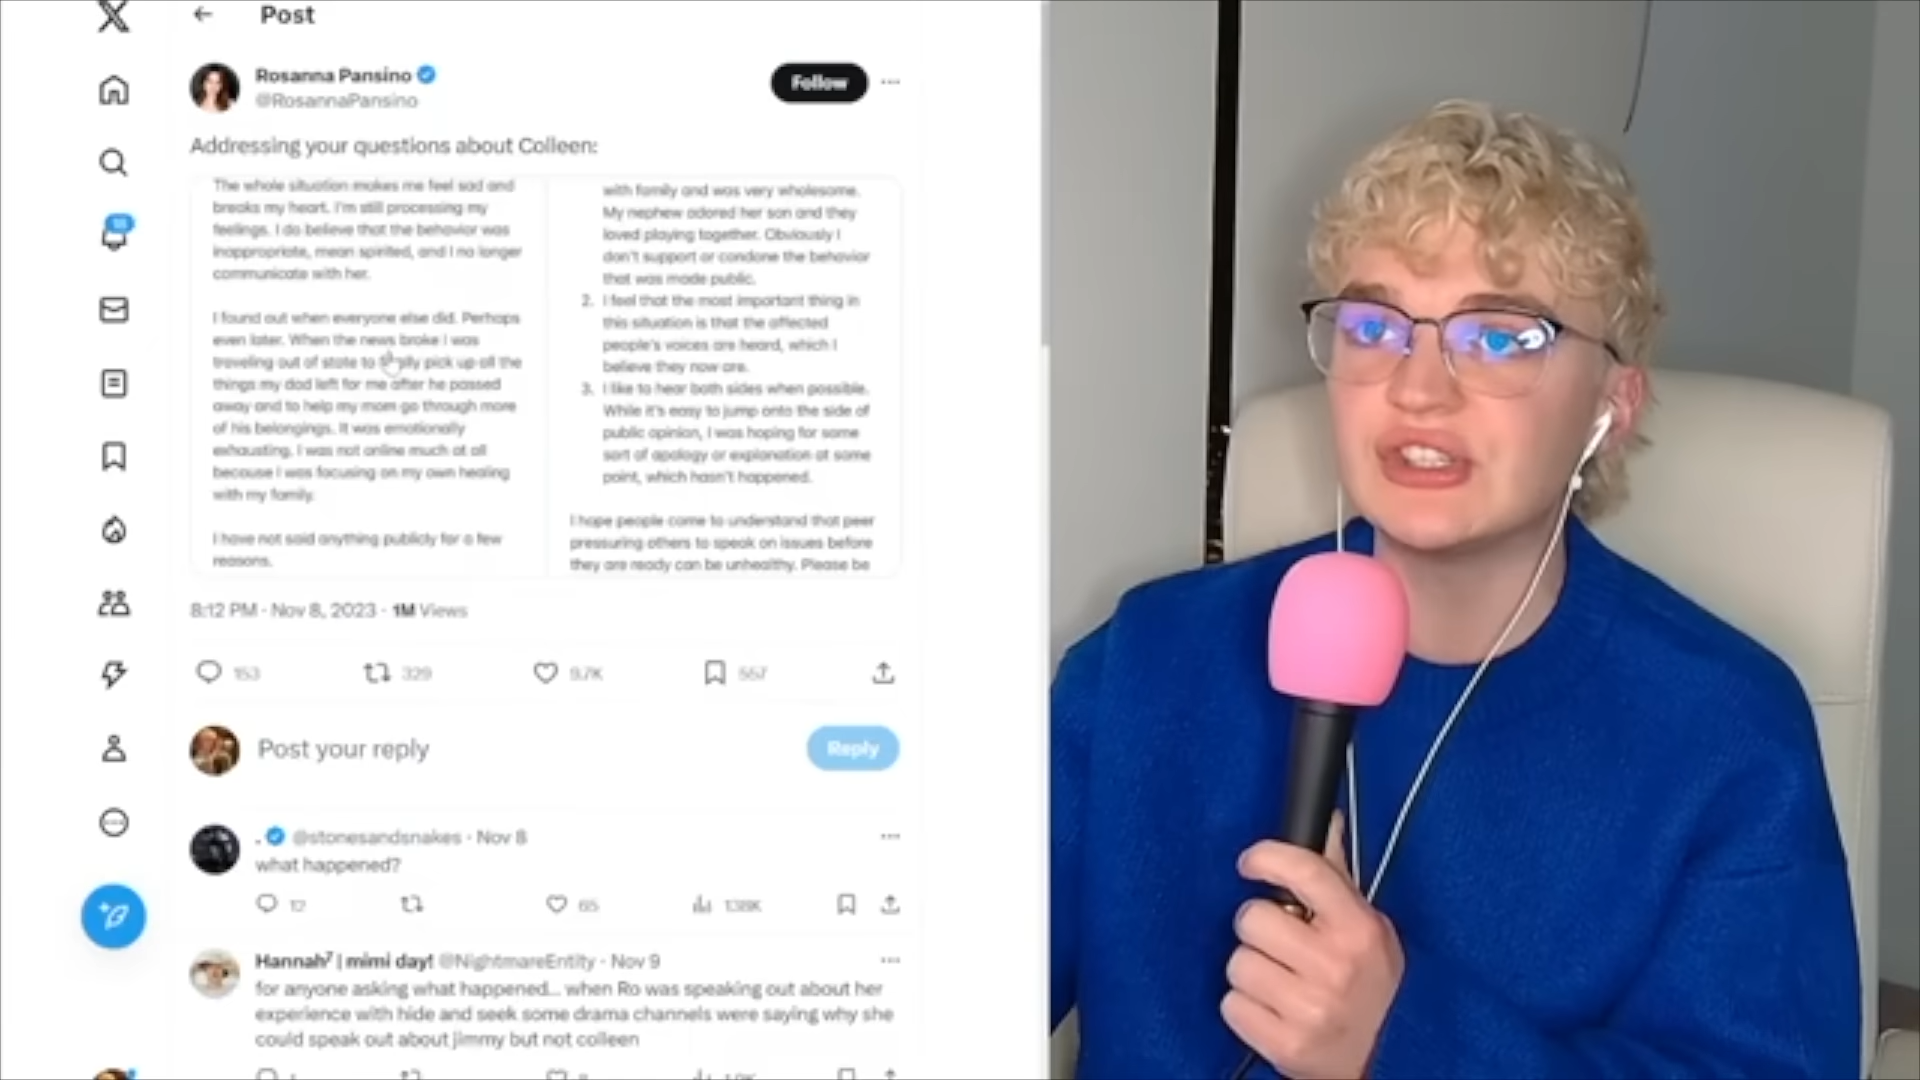 Post
Rosanna Pansino
@RosannaPansino
Follow
Addressing your questions about Colleen:
The whole situation makes me feel sad and
breaks my heart. I'm still processing my
feelings. I do believe that the behavior was
inappropriate, mean spirited, and I no longer
communicate with her.
I found out when everyone else did. Perhaps
even later. When the news broke I was
traveling out of state to finally pick up all the
things my dad left for me after he passed
away and to help my mom go through more
of his belongings. It was emotionally
exhausting. I was not online much at all
because I was focusing on my own healing
with my family.
I have not said anything publicly for a few
reasons.
with family and was very wholesome.
My nephew adored her son and they
loved playing together. Obviously I
don't support or condone the behavior
that was made public.
2. I feel that the most important thing in
this situation is that the affected
people's voices are heard, which I
believe they now are.
3. I like to hear both sides when possible.
While it's easy to jump onto the side of
public opinion, I was hoping for some
sort of apology or explanation at some
point, which hasn't happened.
I hope people come to understand that peer
pressuring others to speak on issues before
they are ready can be unhealthy. Please be
8:12 PM · Nov 8, 2023 · 1M Views
153 329 9.7K 557
Post your reply
Reply
. @stonesandsnakes · Nov 8
what happened?
12 65 138K
Hannah⁷ | mimi day! @NightmareEntity · Nov 9
for anyone asking what happened... when Ro was speaking out about her
experience with hide and seek some drama channels were saying why she
could speak out about jimmy but not colleen